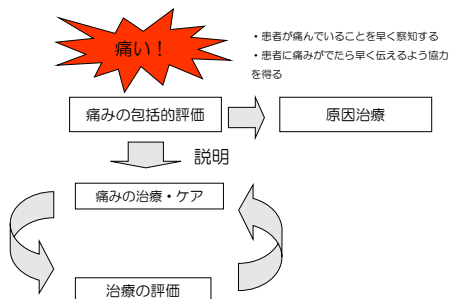 痛い！
・患者が痛んでいることを早く察知する
・患者に痛みがでたら早く伝えるよう協力
を得る
痛みの包括的評価
原因治療
説明
痛みの治療・ケア
治療の評価